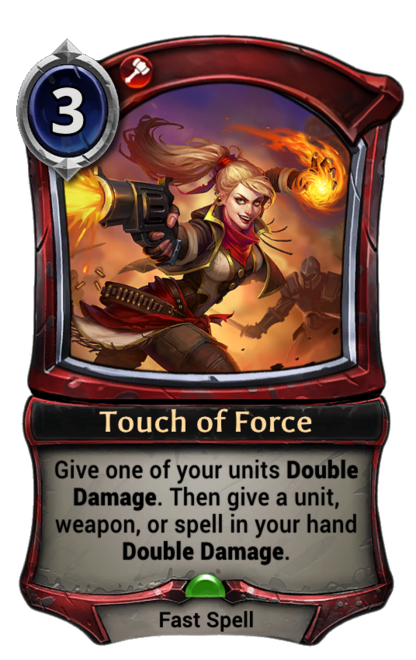 3
Touch of Force
Give one of your units Double
Damage. Then give a unit,
weapon, or spell in your hand
Double Damage.
Fast Spell